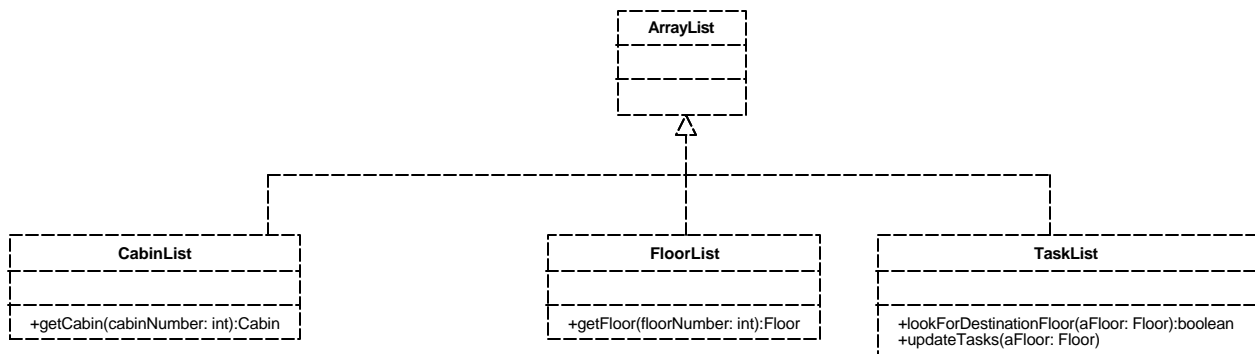 ArrayList
CabinList
+getCabin(cabinNumber: int):Cabin
FloorList
+getFloor(floorNumber: int):Floor
TaskList
+lookForDestinationFloor(aFloor: Floor):boolean
+updateTasks(aFloor: Floor)